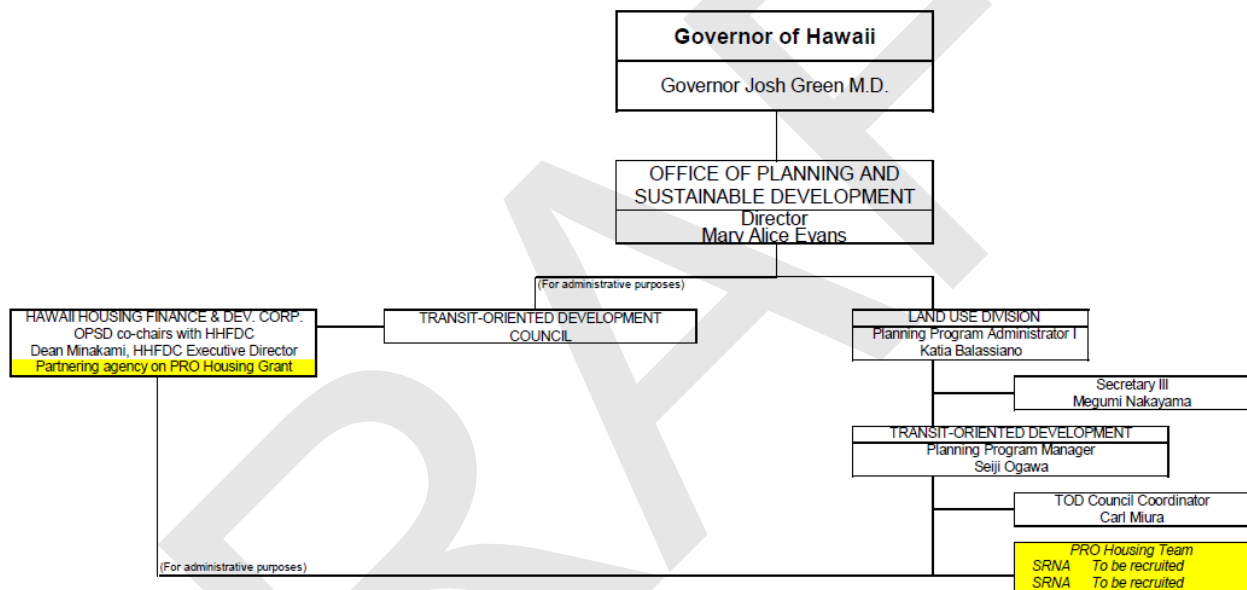 Governor of Hawaii
Governor Josh Green M.D.
OFFICE OF PLANNING AND
SUSTAINABLE DEVELOPMENT
Director
Mary Alice Evans
(For administrative purposes)
HAWAII HOUSING FINANCE & DEV. CORP.
OPSD co-chairs with HHFDC
Dean Minakami, HHFDC Executive Director
Partnering agency on PRO Housing Grant
TRANSIT-ORIENTED DEVELOPMENT
COUNCIL
LAND USE DIVISION
Planning Program Administrator I
Katia Balassiano
Secretary III
Megumi Nakayama
TRANSIT-ORIENTED DEVELOPMENT
Planning Program Manager
Seiji Ogawa
TOD Council Coordinator
Carl Miura
(For administrative purposes)
PRO Housing Team
SRNA To be recruited
SRNA To be recruited